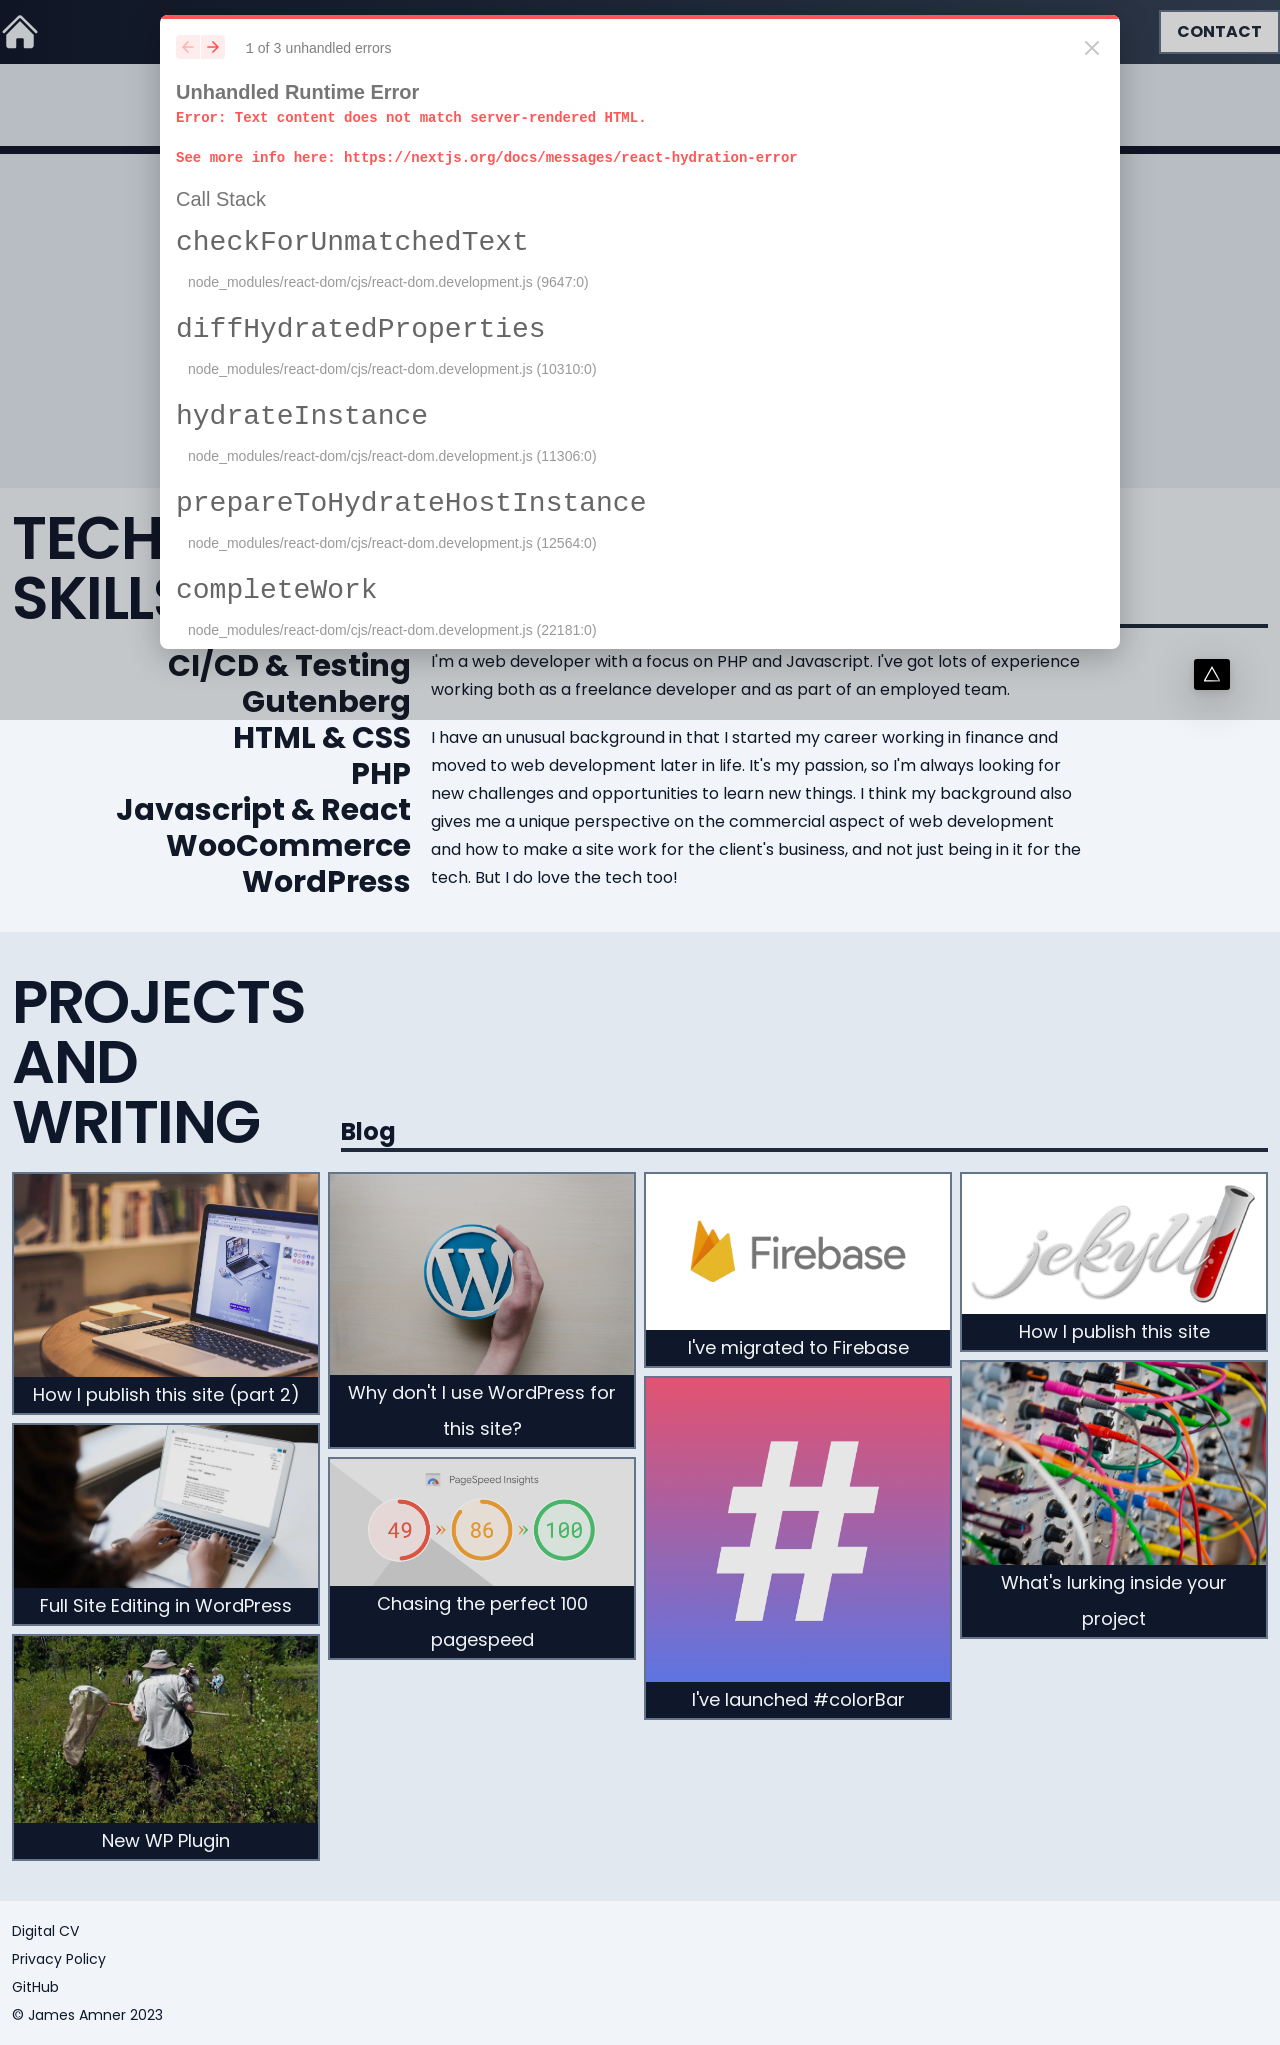 CONTACT
1 of 3 unhandled errors
Unhandled Runtime Error
Error: Text content does not match server-rendered HTML.
See more info here: https://nextjs.org/docs/messages/react-hydration-error
Call Stack
checkForUnmatchedText
node_modules/react-dom/cjs/react-dom.development.js (9647:0)
diffHydratedProperties
node_modules/react-dom/cjs/react-dom.development.js (10310:0)
hydrateInstance
node_modules/react-dom/cjs/react-dom.development.js (11306:0)
prepareToHydrateHostInstance
node_modules/react-dom/cjs/react-dom.development.js (12564:0)
completeWork
node_modules/react-dom/cjs/react-dom.development.js (22181:0)
TECH
SKILLS
CI/CD & Testing
Gutenberg
HTML & CSS
PHP
Javascript & React
WooCommerce
WordPress
I'm a web developer with a focus on PHP and Javascript. I've got lots of experience
working both as a freelance developer and as part of an employed team.
I have an unusual background in that I started my career working in finance and
moved to web development later in life. It's my passion, so I'm always looking for
new challenges and opportunities to learn new things. I think my background also
gives me a unique perspective on the commercial aspect of web development
and how to make a site work for the client's business, and not just being in it for the
tech. But I do love the tech too!
PROJECTS
AND
WRITING
Blog
How I publish this site (part 2)
Full Site Editing in WordPress
New WP Plugin
Why don't I use WordPress for
this site?
PageSpeed Insights
49 » 86 » 100
Chasing the perfect 100
pagespeed
Firebase
I've migrated to Firebase
#
I've launched #colorBar
jekyll
How I publish this site
What's lurking inside your
project
Digital CV
Privacy Policy
GitHub
© James Amner 2023